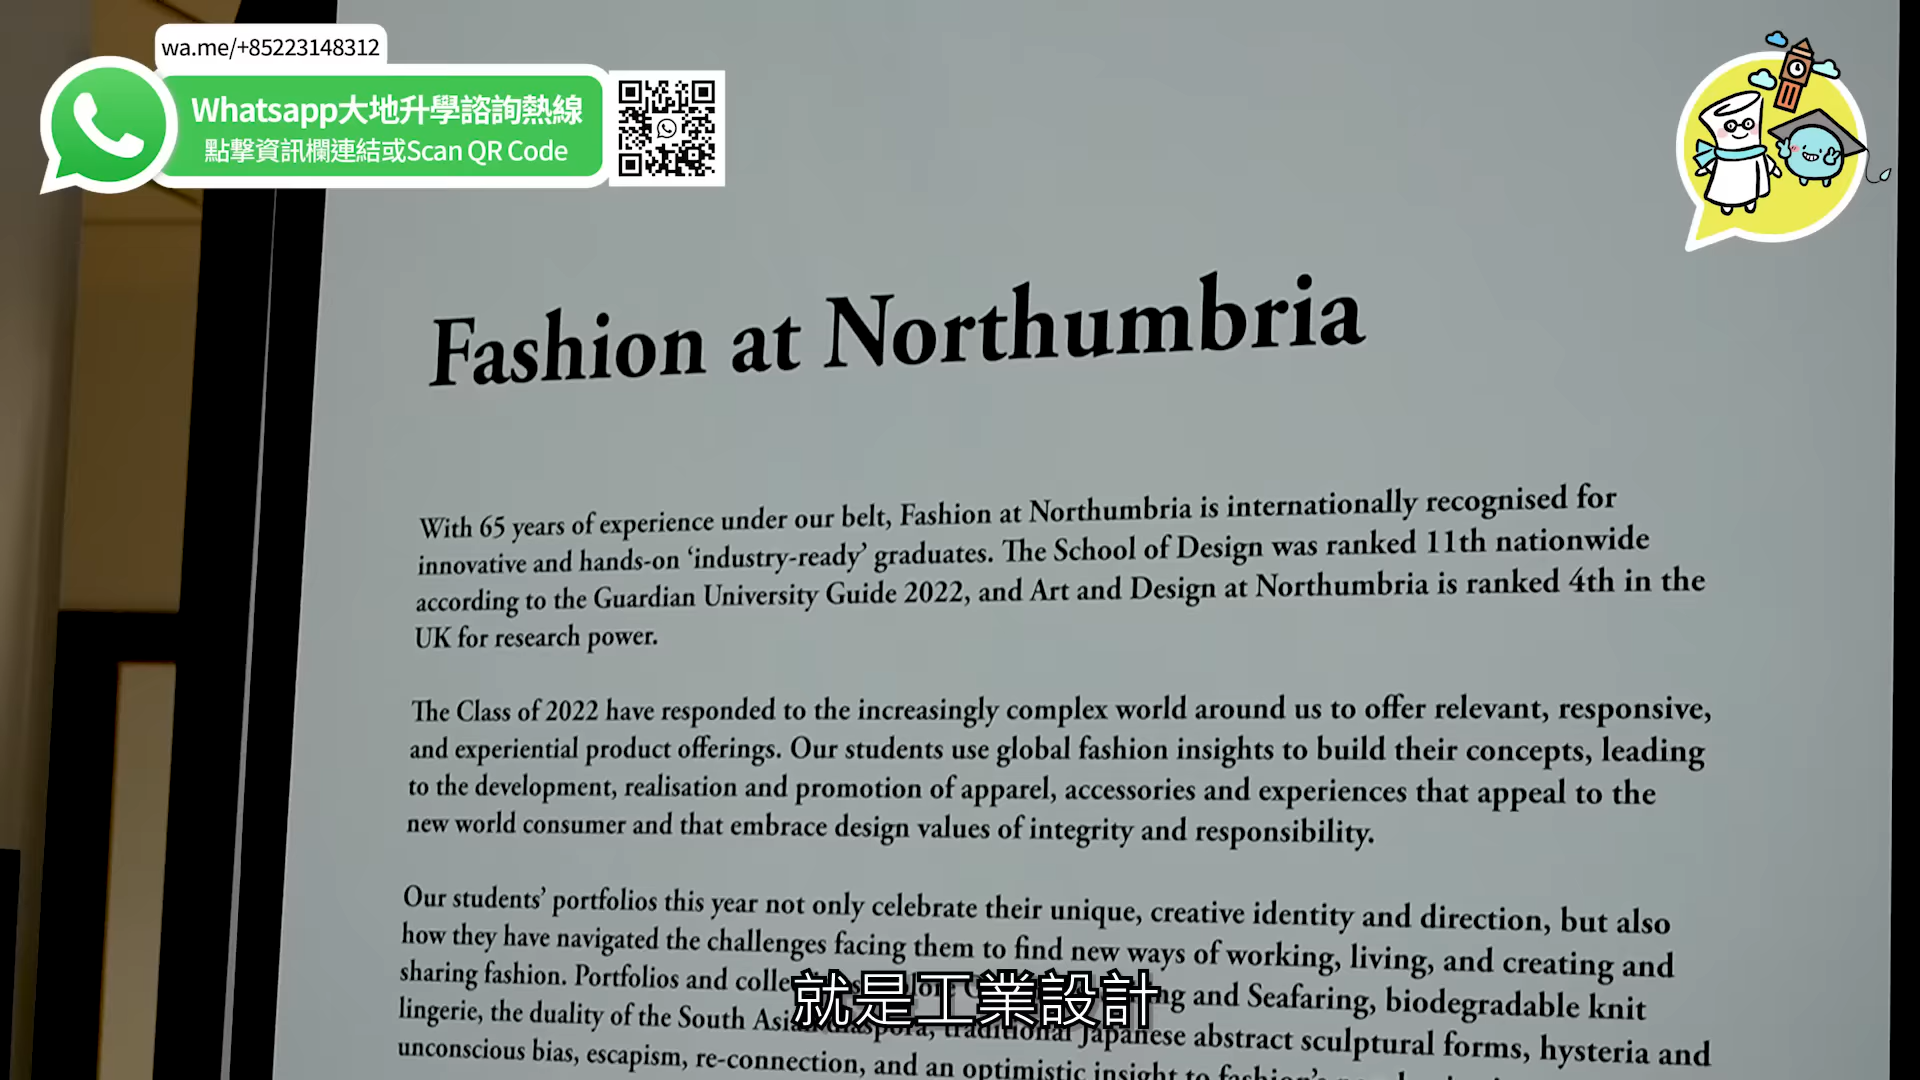 wa.me/+85223148312
Whatsapp大地升學諮詢熱線
點擊資訊欄連結或Scan QR Code
Fashion at Northumbria
With 65 years of experience under our belt, Fashion at Northumbria is internationally recognised for
innovative and hands-on ‘industry-ready’ graduates. The School of Design was ranked 11th nationwide
according to the Guardian University Guide 2022, and Art and Design at Northumbria is ranked 4th in the
UK for research power.
The Class of 2022 have responded to the increasingly complex world around us to offer relevant, responsive,
and experiential product offerings. Our students use global fashion insights to build their concepts, leading
to the development, realisation and promotion of apparel, accessories and experiences that appeal to the
new world consumer and that embrace design values of integrity and responsibility.
Our students’ portfolios this year not only celebrate their unique, creative identity and direction, but also
how they have navigated the challenges facing them to find new ways of working, living, and creating and
sharing fashion. Portfolios and and Seafaring, biodegradable knit
lingerie, the duality of the South Asian diaspora, traditional Japanese abstract sculptural forms, hysteria and
unconscious bias, escapism, re-connection, and an optimistic insight to fashion’s
就是工業設計